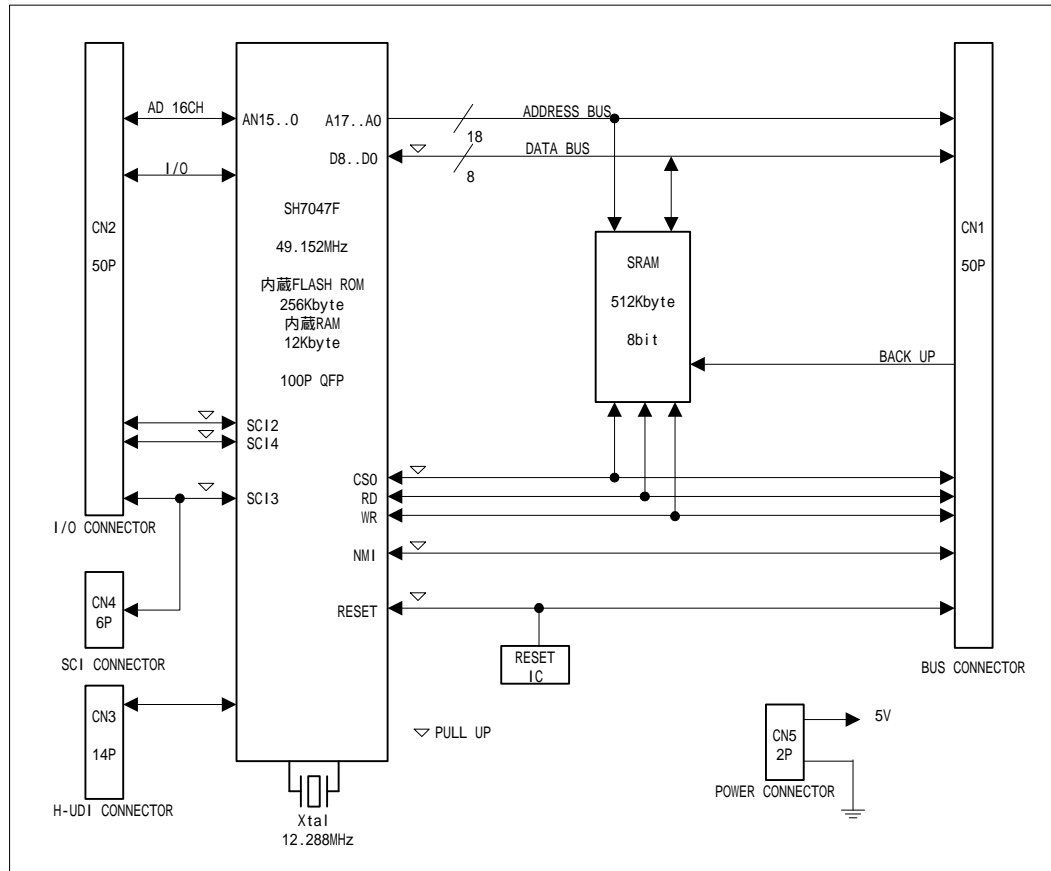 AD 16CH
AN15..0
A17..A0
ADDRESS BUS
18
I/O
D8..D0
DATA BUS
8
CN2
50P
SH7047F
49.152MHz
内蔵FLASH ROM
256Kbyte
内蔵RAM
12Kbyte
100P QFP
SRAM
512Kbyte
8bit
CN1
50P
BACK UP
SCI2
SCI4
SCI3
CS0
RD
WR
NMI
RESET
I/O CONNECTOR
CN4
6P
SCI CONNECTOR
RESET
IC
BUS CONNECTOR
CN3
14P
H-UDI CONNECTOR
PULL UP
CN5
2P
5V
POWER CONNECTOR
Xtal
12.288MHz